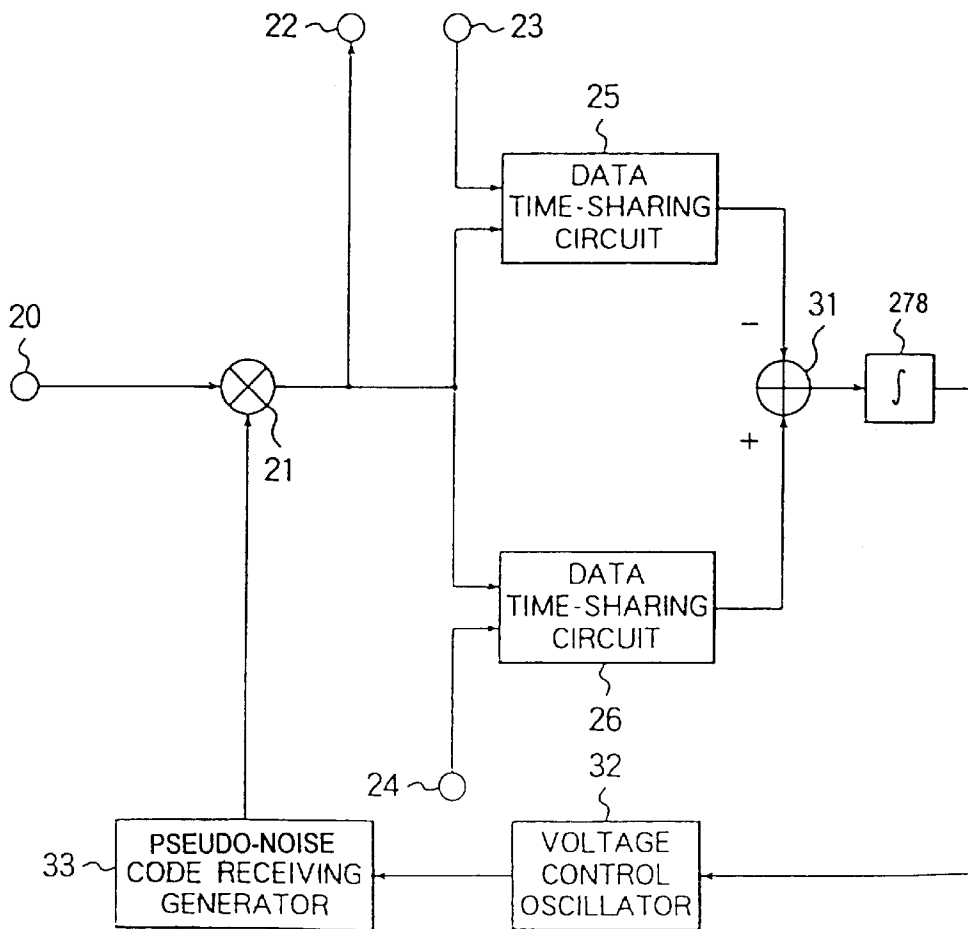 22
23
25
DATA
TIME-SHARING
CIRCUIT
20
31
278
-
∫
21
+
DATA
TIME-SHARING
CIRCUIT
26
24
32
33
PSEUDO-NOISE
CODE RECEIVING
GENERATOR
VOLTAGE
CONTROL
OSCILLATOR